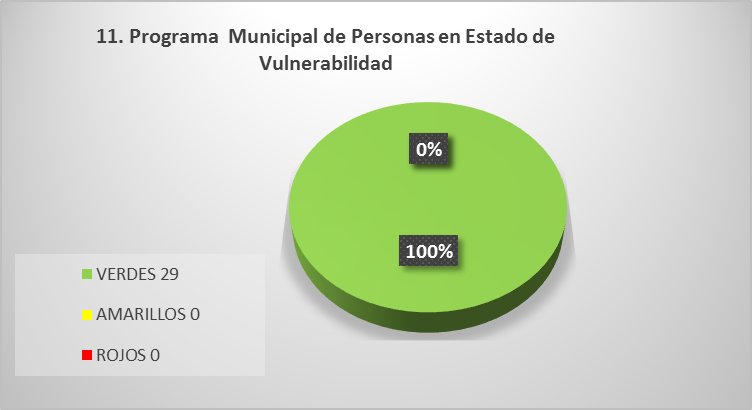 11. Programa Municipal de Personas en Estado de
Vulnerabilidad
0%
100%
VERDES 29
AMARILLOS 0
ROJOS 0